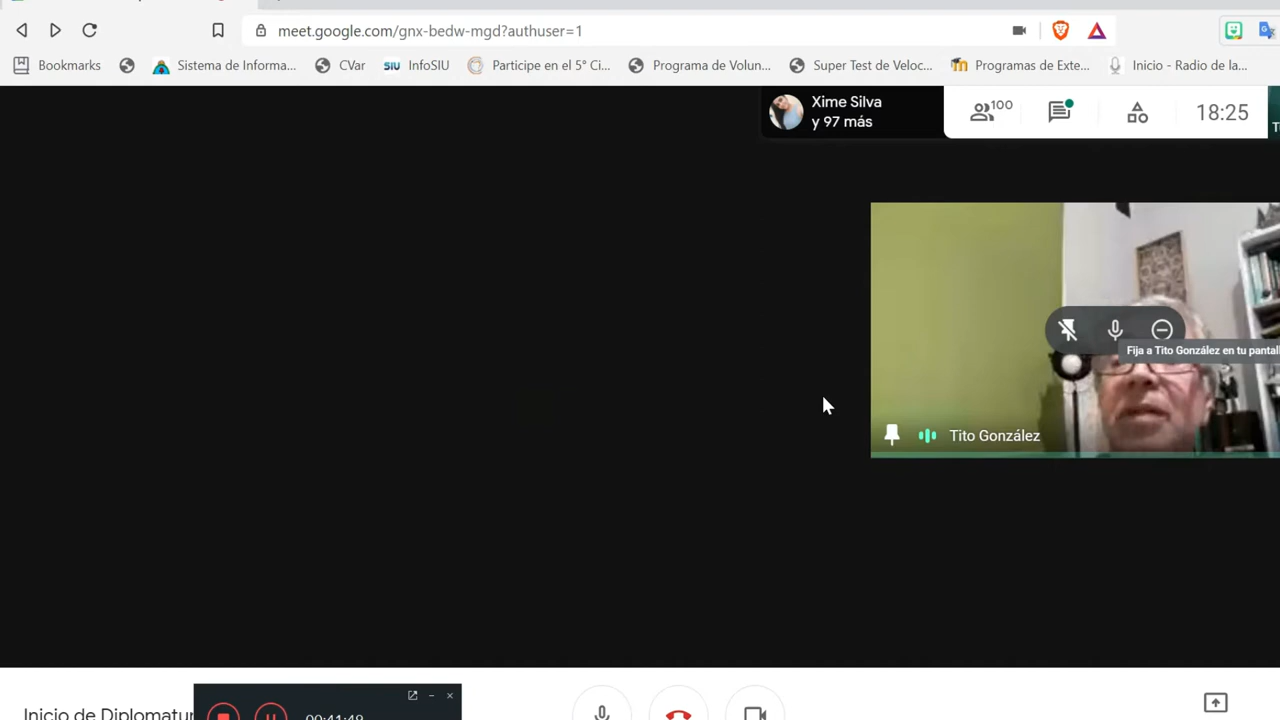 meet.google.com/gnx-bedw-mgd?authuser=1
Bookmarks
Sistema de Informa...
CVar
SIU InfoSIU
Participe en el 5° Ci...
Programa de Volun...
Super Test de Veloc...
Programas de Exte...
Inicio - Radio de la...
Xime Silva
y 97 más
100
18:25
Fija a Tito González en tu pantal
Tito González
Inicio de Diplomatur
00:41:49